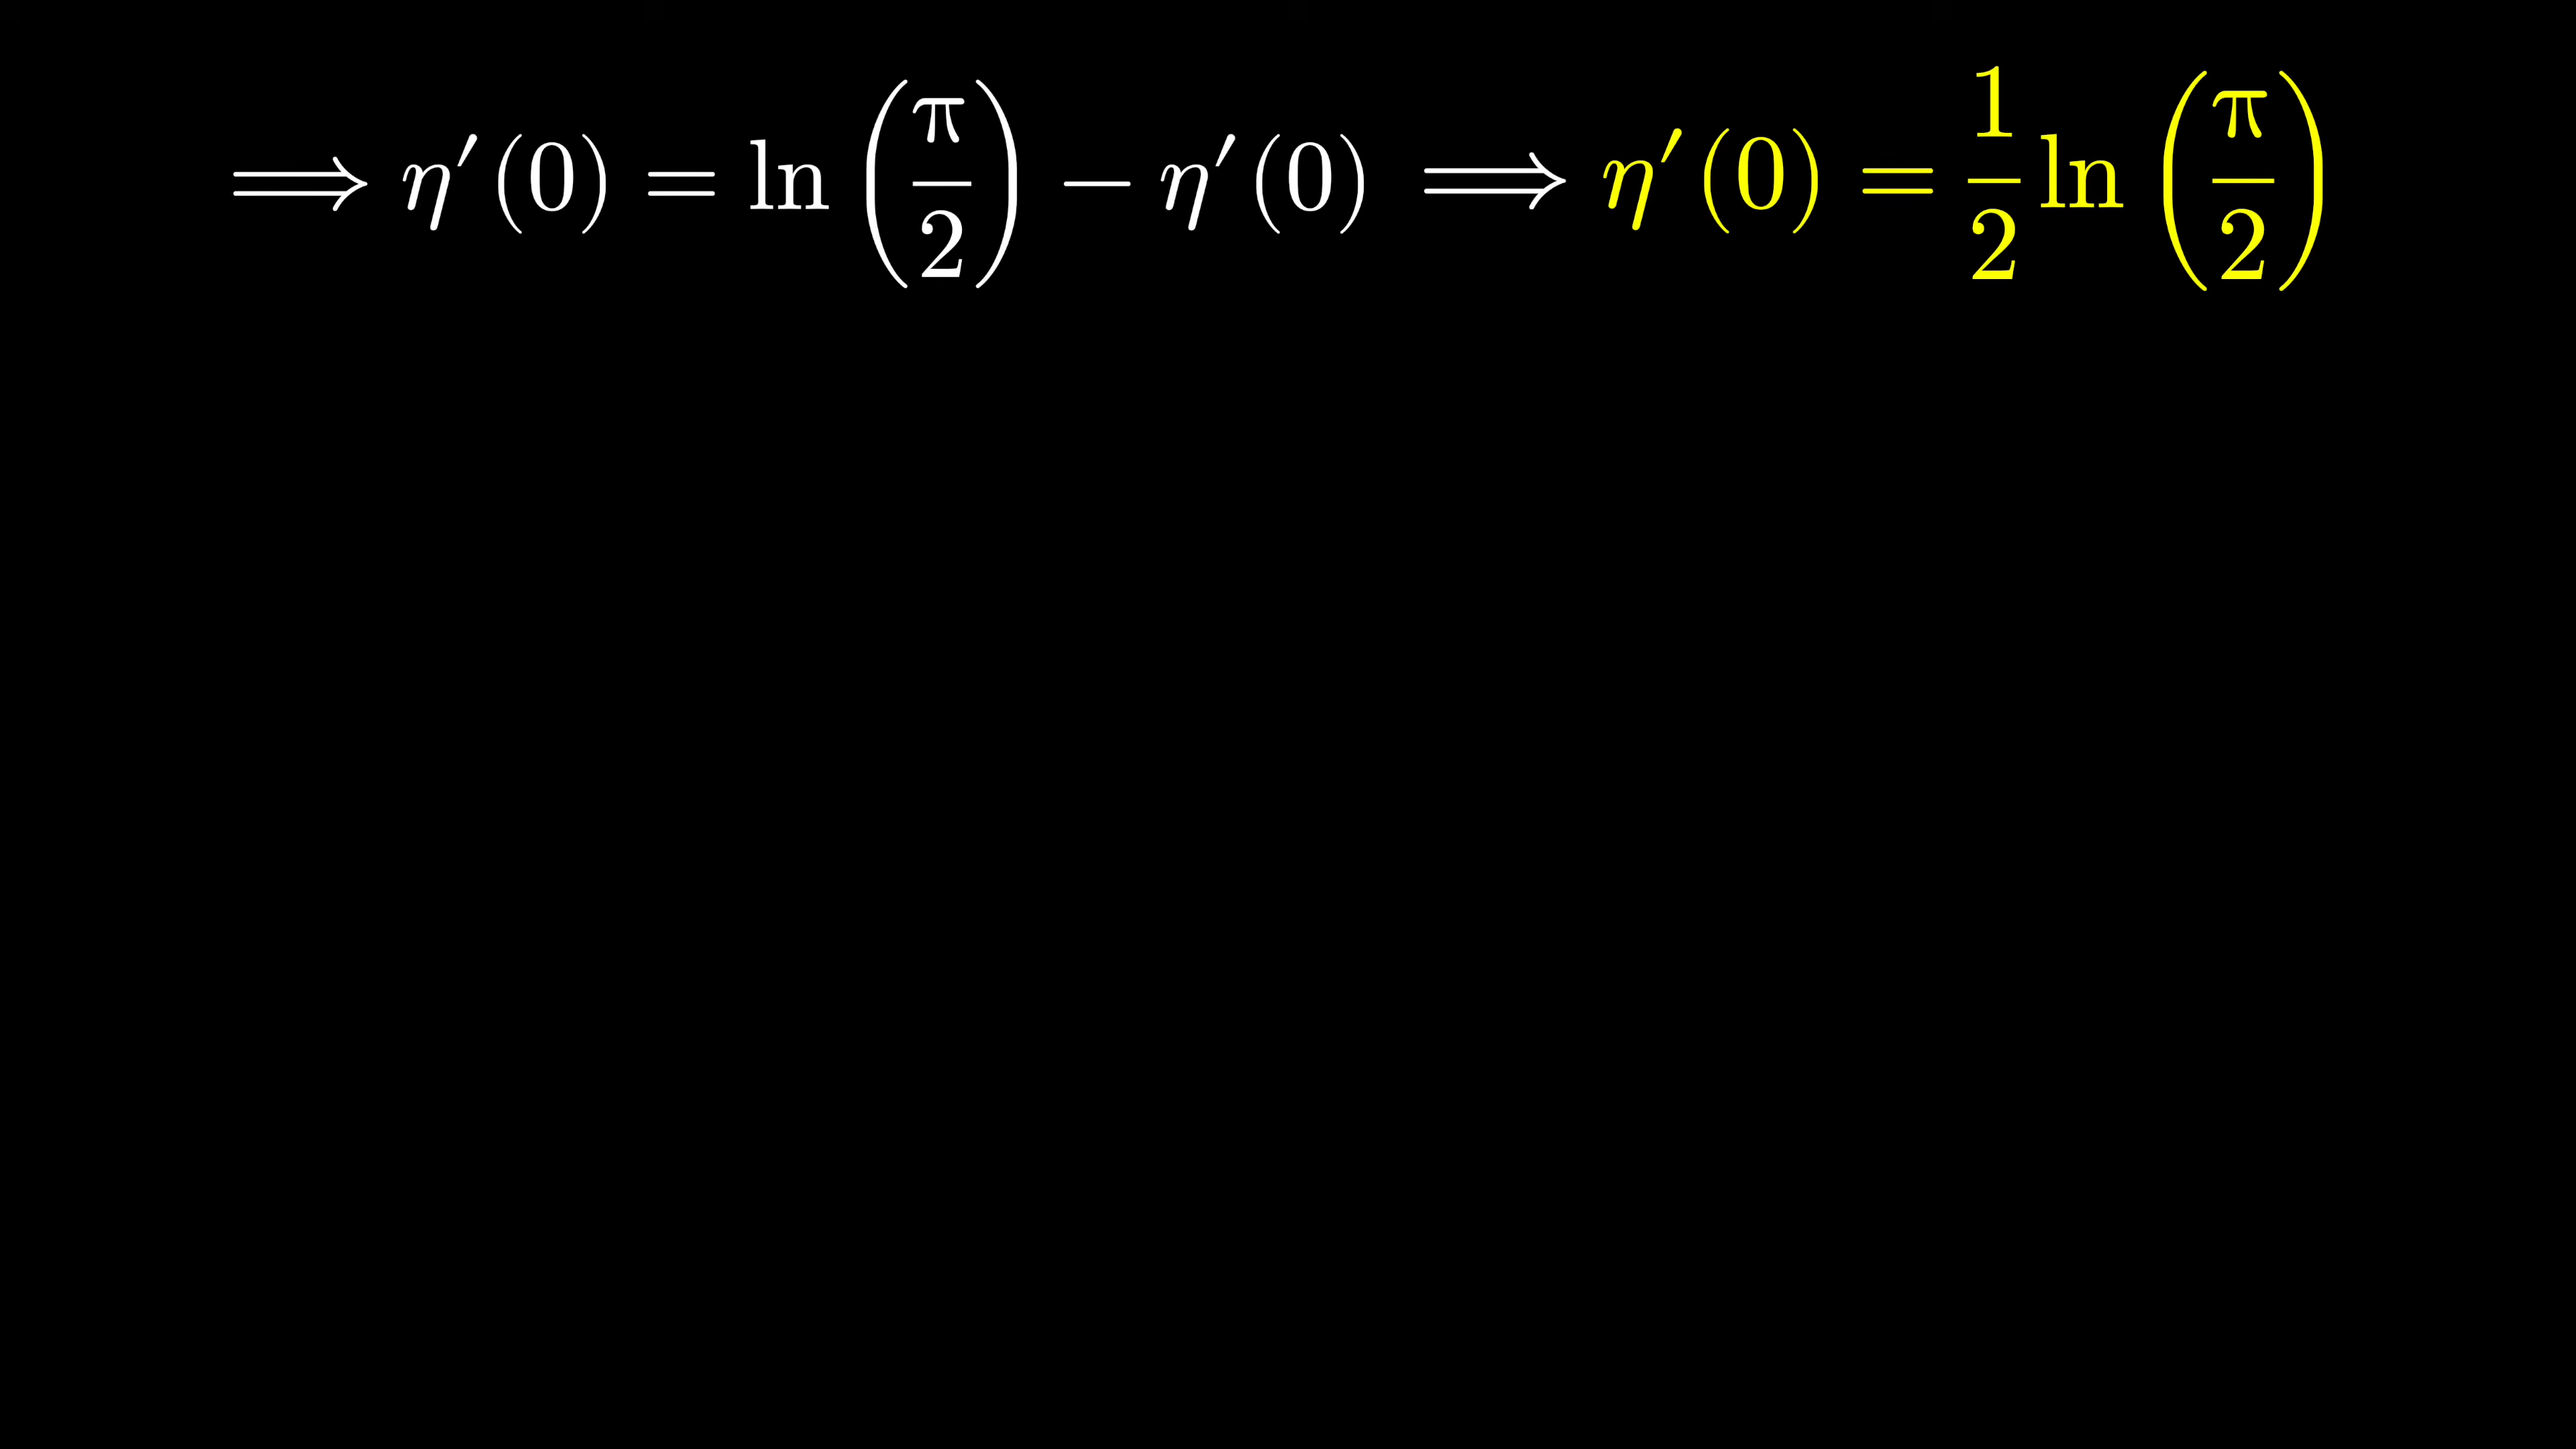 ⟹ η′(0) = ln(π/2) − η′(0) ⟹ η′(0) = 1/2 ln(π/2)